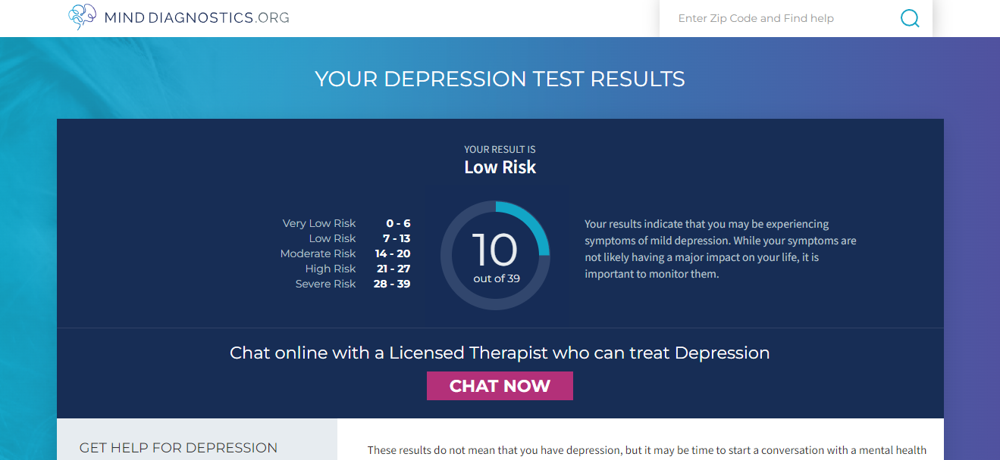 MIND DIAGNOSTICS.ORG
Enter Zip Code and Find help
YOUR DEPRESSION TEST RESULTS
YOUR RESULT IS
Low Risk
Very Low Risk 0 - 6
Low Risk 7 - 13
Moderate Risk 14 - 20
High Risk 21 - 27
Severe Risk 28 - 39
10
out of 39
Your results indicate that you may be experiencing
symptoms of mild depression. While your symptoms are
not likely having a major impact on your life, it is
important to monitor them.
Chat online with a Licensed Therapist who can treat Depression
CHAT NOW
GET HELP FOR DEPRESSION
These results do not mean that you have depression, but it may be time to start a conversation with a mental health